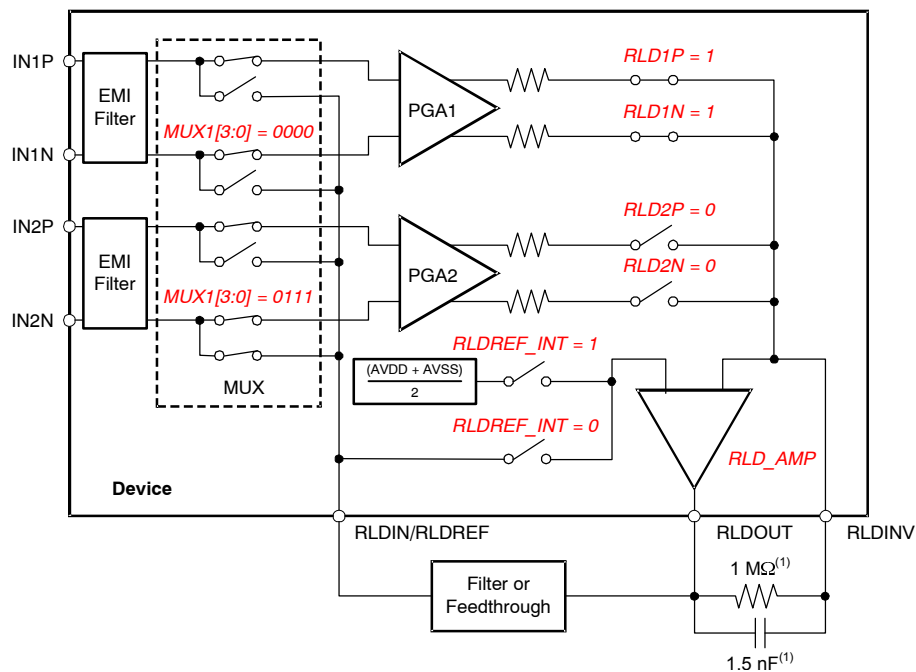 IN1P
EMI
Filter
IN1N
MUX1[3:0] = 0000
PGA1
RLD1P = 1
RLD1N = 1
IN2P
EMI
Filter
IN2N
MUX1[3:0] = 0111
PGA2
RLD2P = 0
RLD2N = 0
MUX
(AVDD + AVSS)
2
RLDREF_INT = 1
RLDREF_INT = 0
RLD_AMP
Device
RLDIN/RLDREF
RLDOUT
RLDINV
Filter or
Feedthrough
1 MΩ(1)
1.5 nF(1)